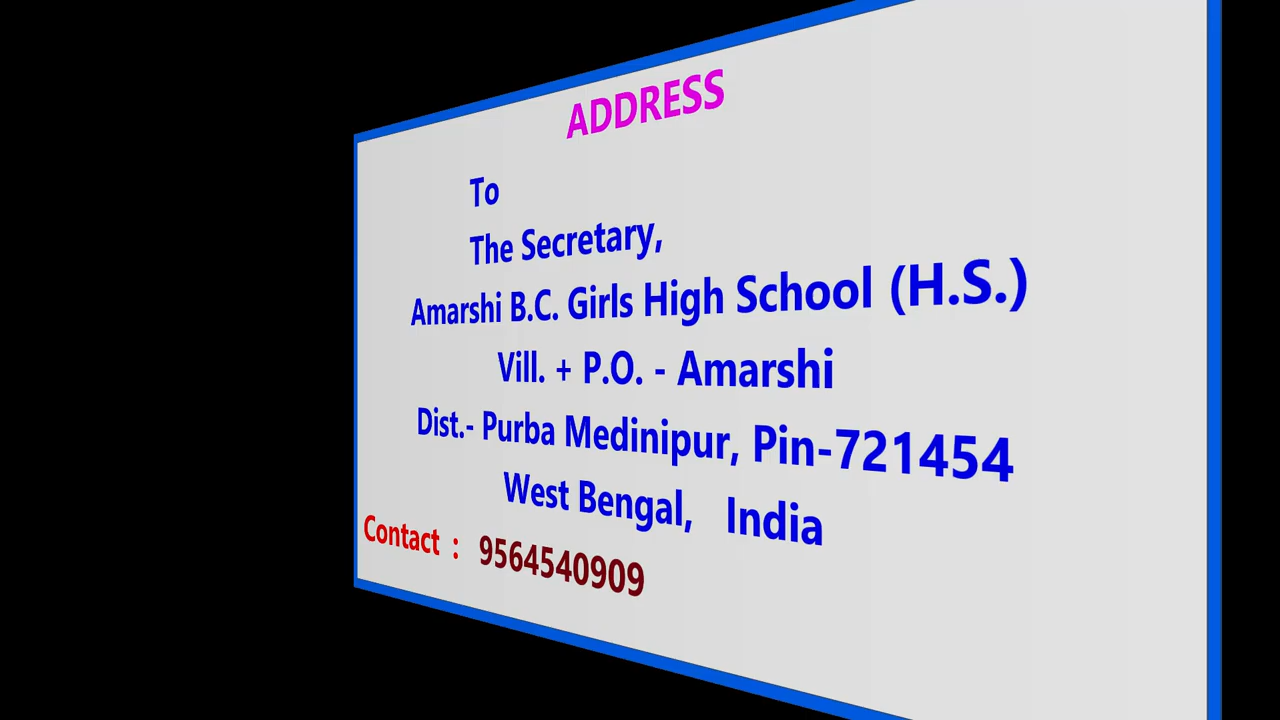 ADDRESS
To
The Secretary,
Amarshi B.C. Girls High School (H.S.)
Vill. + P.O. - Amarshi
Dist.- Purba Medinipur, Pin-721454
West Bengal, India
Contact : 9564540909